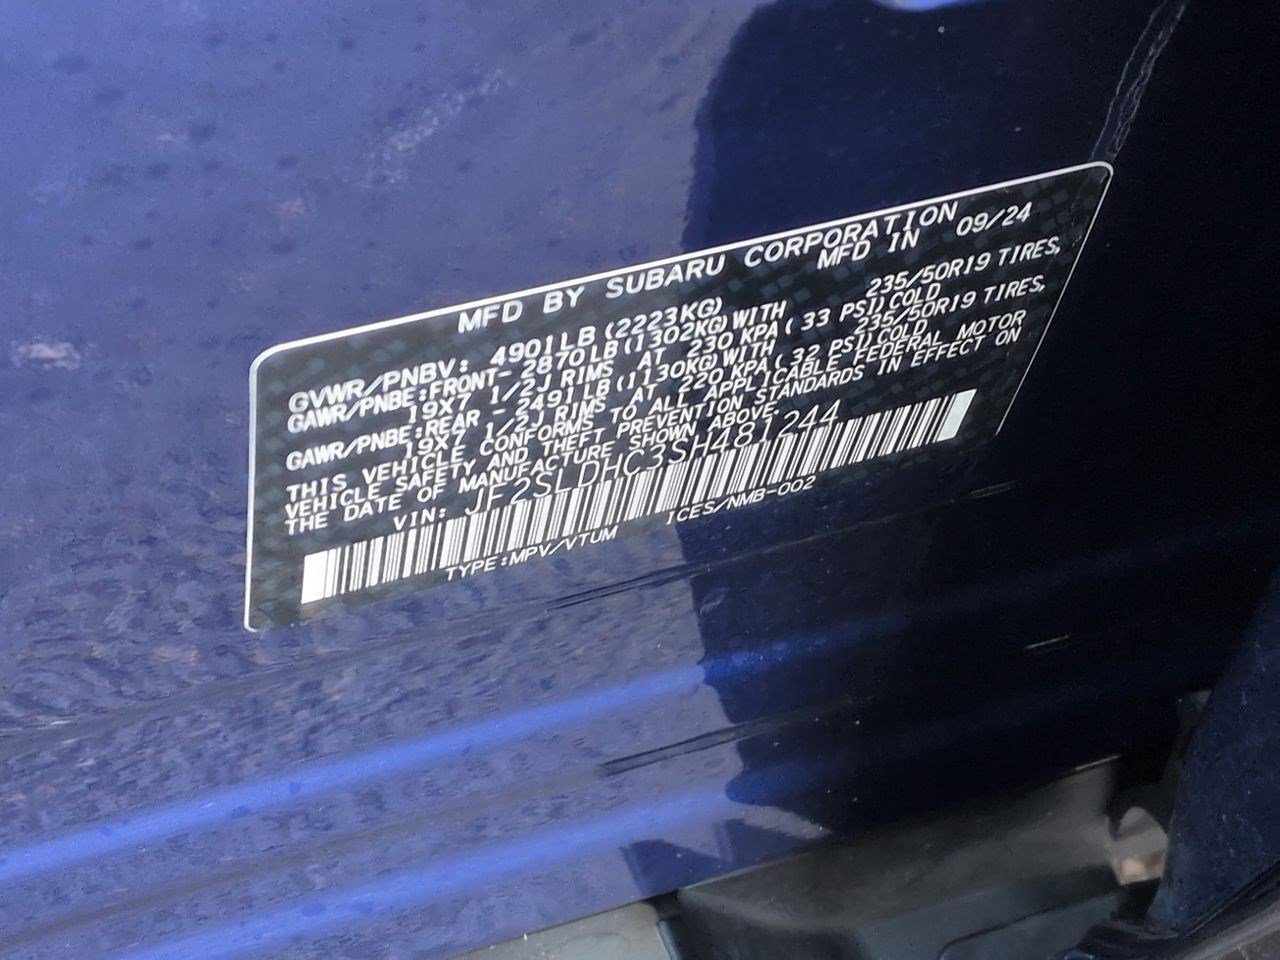 MFD BY SUBARU CORPORATION
MFD IN 09/24
GVWR/PNBV: 4901LB (2223KG)
GAWR/PNBE:FRONT- 2870LB(1302KG)WITH 235/50R19 TIRES,
19X7 1/2J RIMS AT 230 KPA( 33 PSI)COLD
GAWR/PNBE:REAR - 2491LB(1130KG)WITH 235/50R19 TIRES,
19X7 1/2J RIMS AT 220 KPA( 32 PSI)COLD.
THIS VEHICLE CONFORMS TO ALL APPLICABLE FEDERAL MOTOR
VEHICLE SAFETY AND THEFT PREVENTION STANDARDS IN EFFECT ON
THE DATE OF MANUFACTURE SHOWN ABOVE.
VIN: JF2SLDHC3SH481244
TYPE:MPV/VTUM ICES/NMB-002